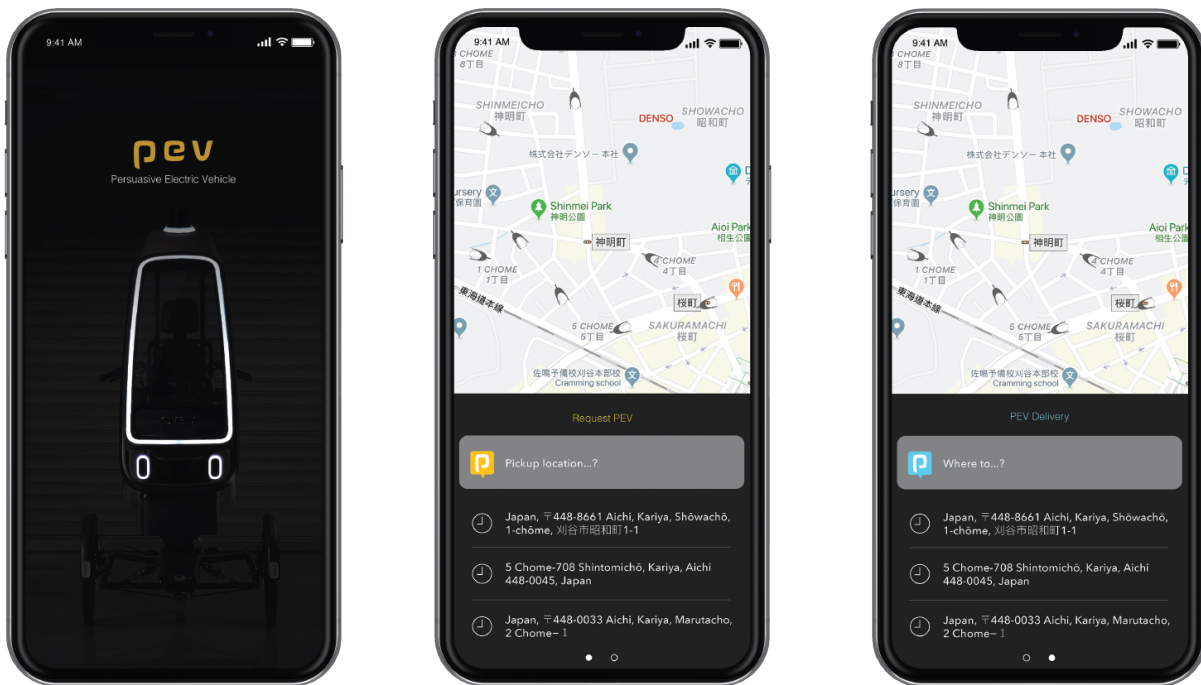 9:41 AM
pev
Persuasive Electric Vehicle
9:41 AM
CHOME
8丁目
SHINMEICHO
神明町
DENSO
SHOWACHO
昭和町
株式会社デンソー 本社
ursery
保育園
Shinmei Park
神明公園
Aioi Park
相生公園
神明町
1 CHOME
1丁目
4 CHOME
4丁目
東海道本線
桜町
5 CHOME
5丁目
SAKURAMACHI
桜町
佐鳴予備校刈谷本部校
Cramming school
Request PEV
Pickup location...?
Japan, 〒448-8661 Aichi, Kariya, Shōwachō,
1-chōme, 刈谷市昭和町1-1
5 Chome-708 Shintomichō, Kariya, Aichi
448-0045, Japan
Japan, 〒448-0033 Aichi, Kariya, Marutacho,
2 Chome− 1
9:41 AM
CHOME
8丁目
SHINMEICHO
神明町
DENSO
SHOWACHO
昭和町
株式会社デンソー 本社
ursery
保育園
Shinmei Park
神明公園
Aioi Par
相生公園
神明町
1 CHOME
1丁目
4 CHOME
4丁目
東海道本線
桜町
5 CHOME
5丁目
SAKURAMACHI
桜町
佐鳴予備校刈谷本部校
Cramming school
PEV Delivery
Where to...?
Japan, 〒448-8661 Aichi, Kariya, Shōwachō,
1-chōme, 刈谷市昭和町1-1
5 Chome-708 Shintomichō, Kariya, Aichi
448-0045, Japan
Japan, 〒448-0033 Aichi, Kariya, Marutacho,
2 Chome− 1